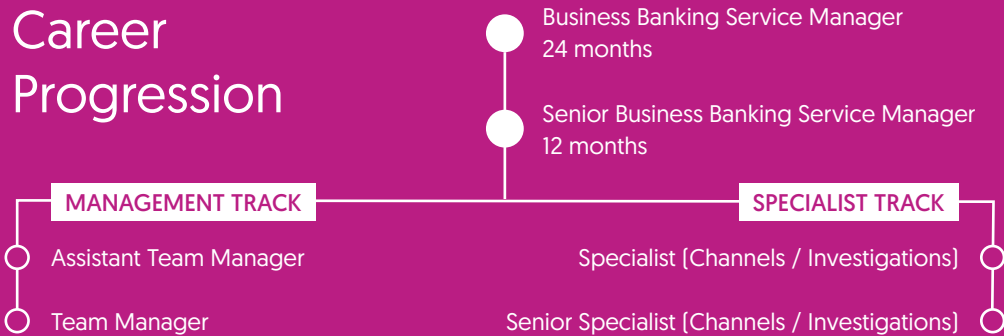 Career
Progression
Business Banking Service Manager
24 months
Senior Business Banking Service Manager
12 months
MANAGEMENT TRACK
Assistant Team Manager
Team Manager
SPECIALIST TRACK
Specialist (Channels / Investigations)
Senior Specialist (Channels / Investigations)